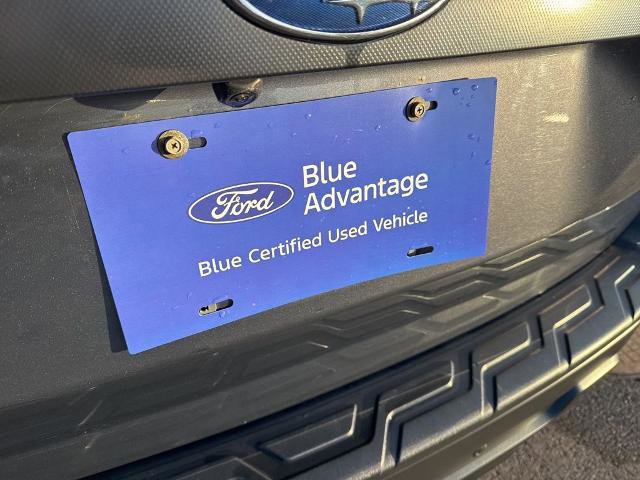 Ford
Blue
Advantage
Blue Certified Used Vehicle